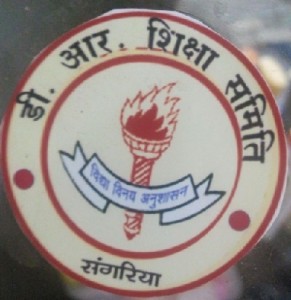 डी. आर. शिक्षा समिति
विद्या विनय अनुशासन
संगरिया